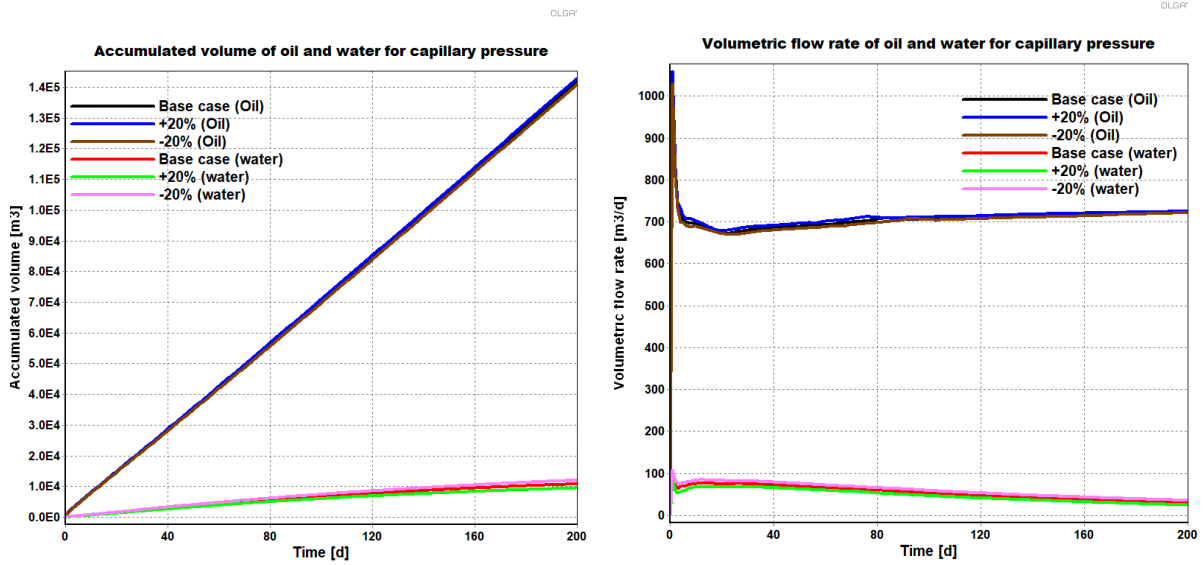 OLGA
Accumulated volume of oil and water for capillary pressure
Accumulated volume [m3]
1.4E5
1.3E5
1.2E5
1.1E5
1.0E5
9.0E4
8.0E4
7.0E4
6.0E4
5.0E4
4.0E4
3.0E4
2.0E4
1.0E4
0.0E0
Base case (Oil)
+20% (Oil)
-20% (Oil)
Base case (water)
+20% (water)
-20% (water)
0 40 80 120 160 200
Time [d]
OLGA
Volumetric flow rate of oil and water for capillary pressure
Volumetric flow rate [m3/d]
1000
900
800
700
600
500
400
300
200
100
0
Base case (Oil)
+20% (Oil)
-20% (Oil)
Base case (water)
+20% (water)
-20% (water)
0 40 80 120 160 200
Time [d]